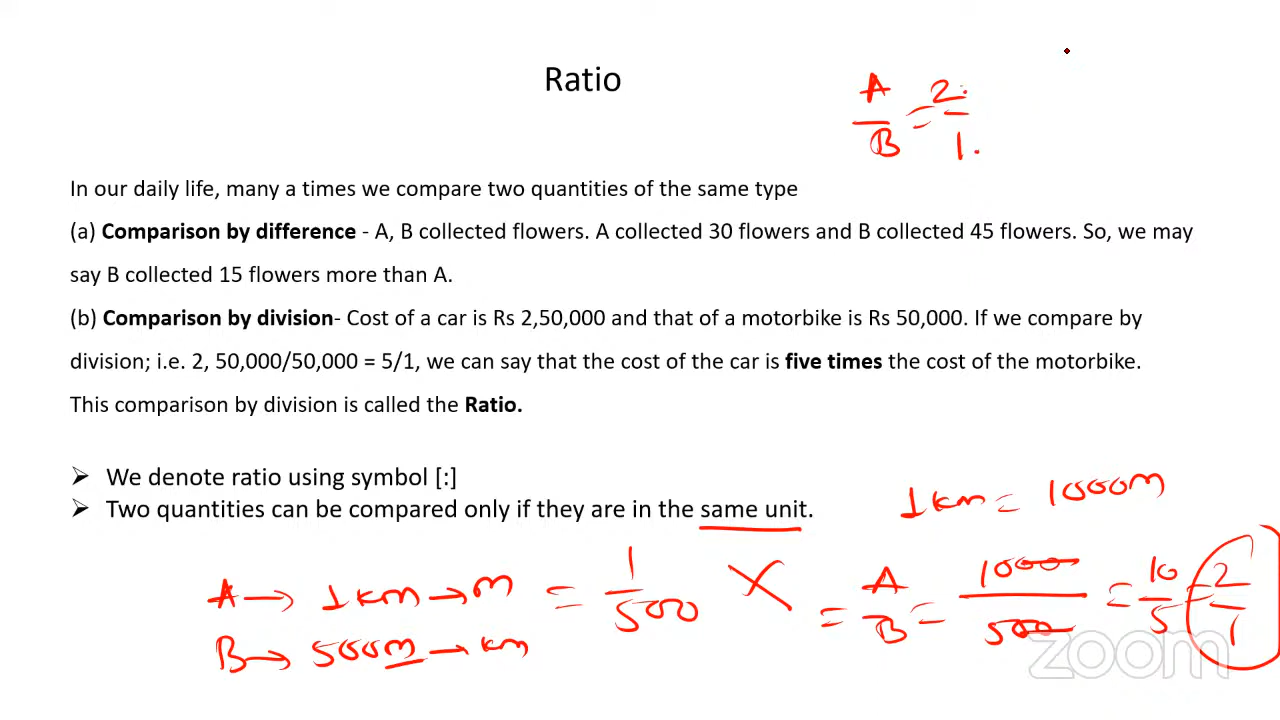 Ratio
A/B = 2/1
In our daily life, many a times we compare two quantities of the same type
(a) Comparison by difference - A, B collected flowers. A collected 30 flowers and B collected 45 flowers. So, we may
say B collected 15 flowers more than A.
(b) Comparison by division- Cost of a car is Rs 2,50,000 and that of a motorbike is Rs 50,000. If we compare by
division; i.e. 2, 50,000/50,000 = 5/1, we can say that the cost of the car is five times the cost of the motorbike.
This comparison by division is called the Ratio.
➢ We denote ratio using symbol [:]
➢ Two quantities can be compared only if they are in the same unit.
1km = 1000m
A → 1km → m = 1/500 X = A/B = 1000/500 = 10/5 = 2/1
B → 500m → km
zoom